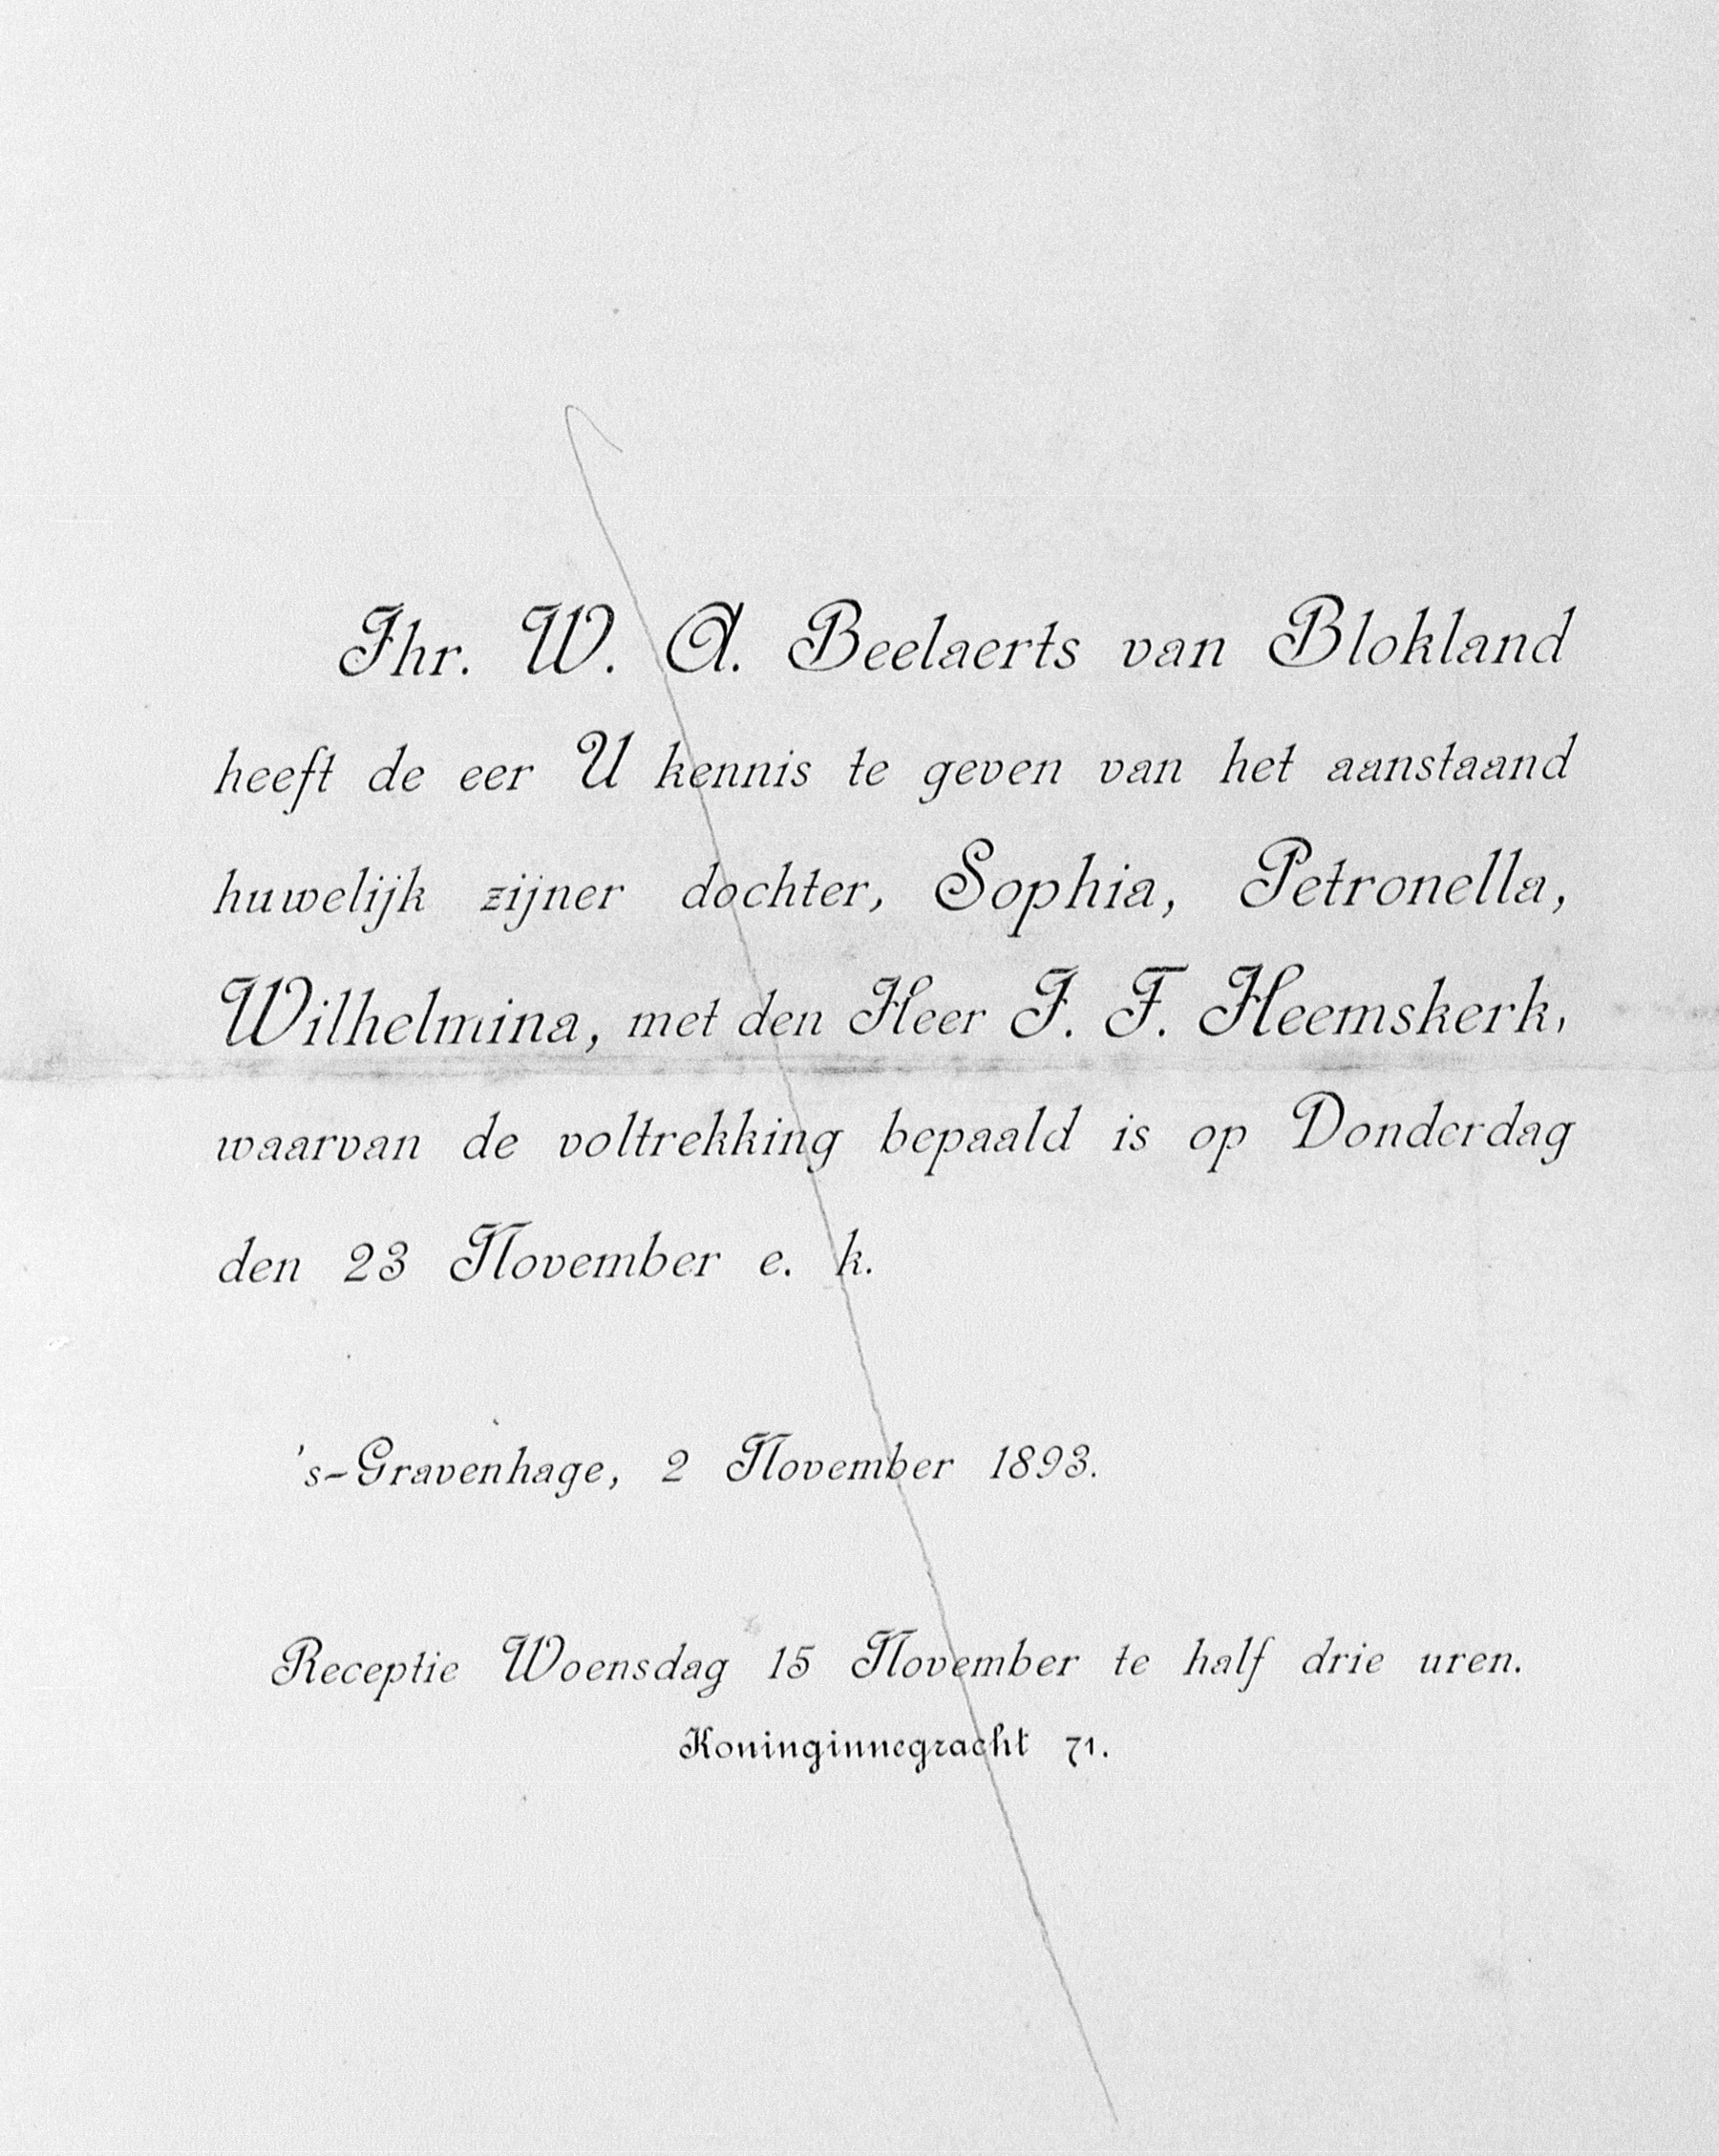 Jhr. W. A. Beelaerts van Blokland
heeft de eer U kennis te geven van het aanstaand
huwelijk zijner dochter, Sophia, Petronella,
Wilhelmina, met den Heer J. F. Heemskerk,
waarvan de voltrekking bepaald is op Donderdag
den 23 November e. k.
's-Gravenhage, 2 November 1893.
Receptie Woensdag 15 November te half drie uren.
Koninginnegracht 71.